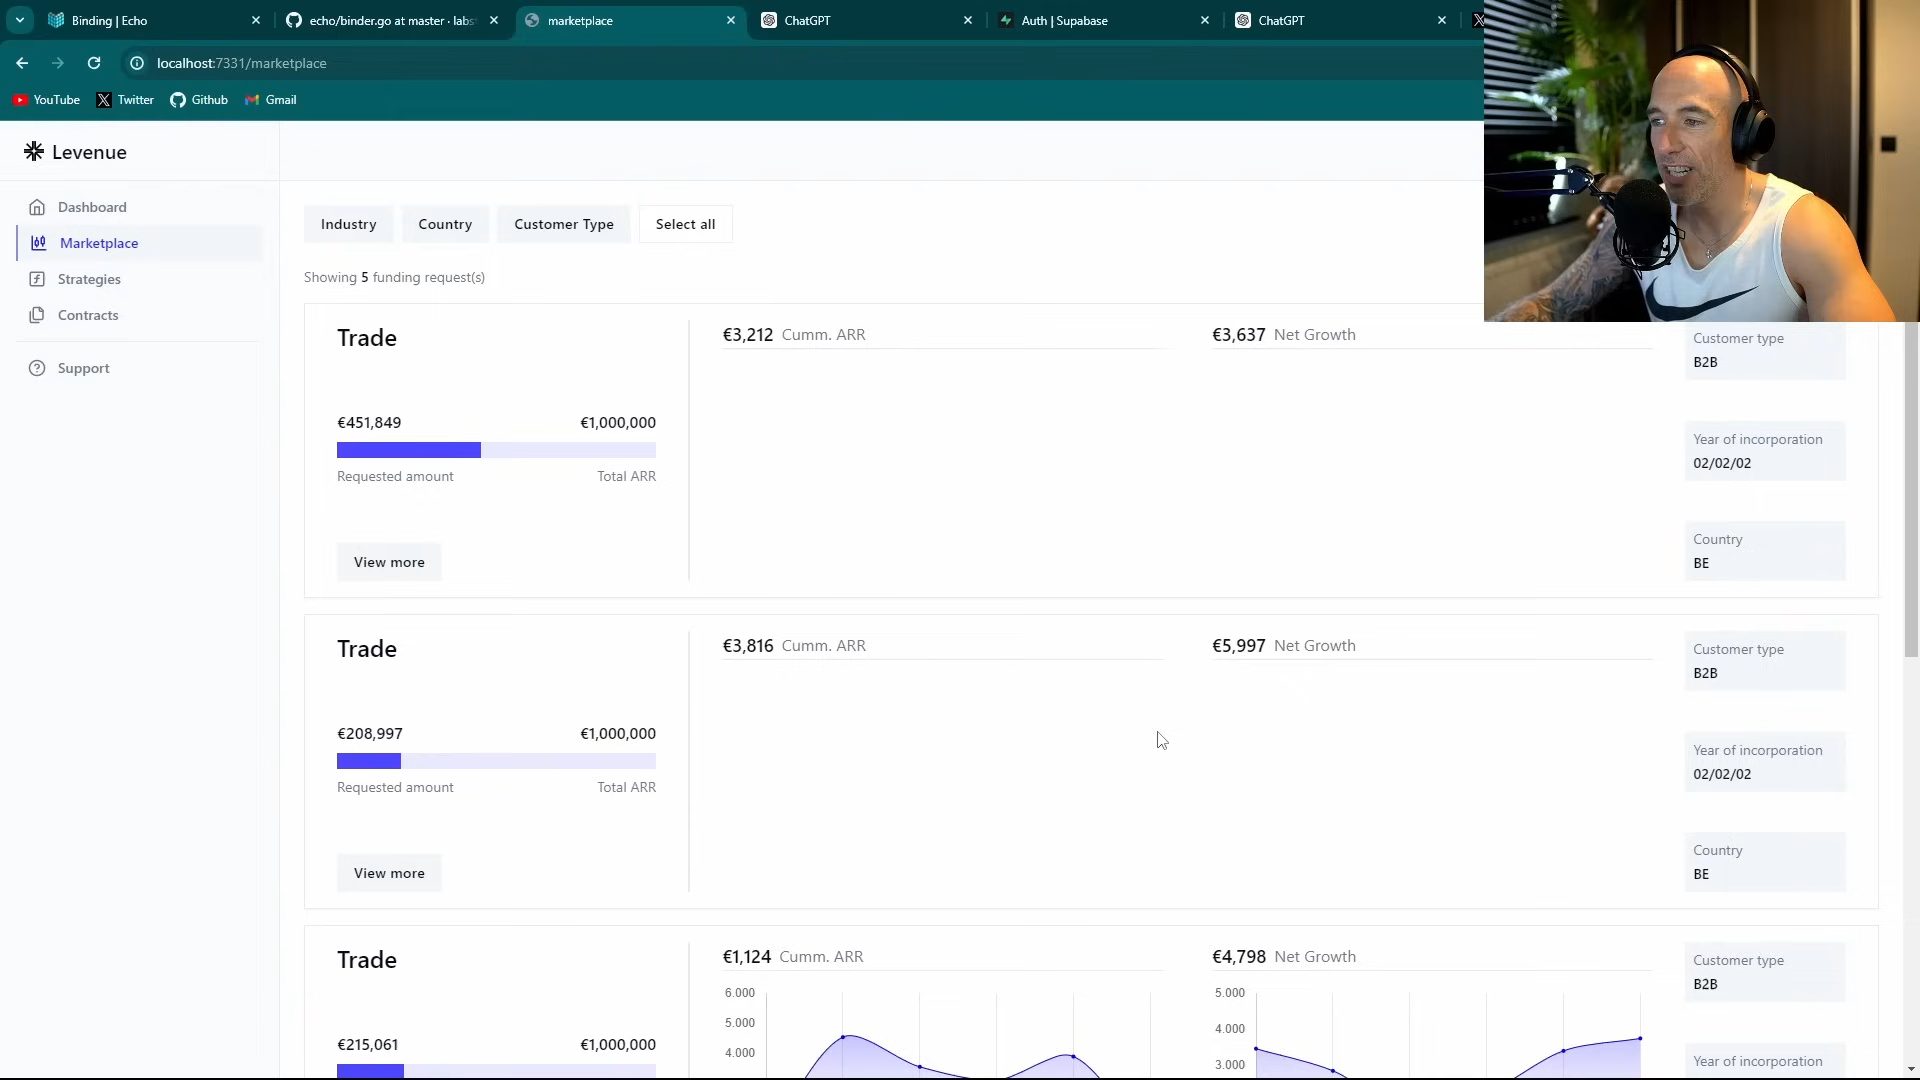 Binding | Echo
echo/binder.go at master · labs
marketplace
ChatGPT
Auth | Supabase
ChatGPT
localhost:7331/marketplace
YouTube
Twitter
Github
Gmail
Levenue
Dashboard
Marketplace
Strategies
Contracts
Support
Industry
Country
Customer Type
Select all
Showing 5 funding request(s)
Trade
€451,849
€1,000,000
Requested amount
Total ARR
View more
€3,212 Cumm. ARR
€3,637 Net Growth
Customer type
B2B
Year of incorporation
02/02/02
Country
BE
Trade
€208,997
€1,000,000
Requested amount
Total ARR
View more
€3,816 Cumm. ARR
€5,997 Net Growth
Customer type
B2B
Year of incorporation
02/02/02
Country
BE
Trade
€215,061
€1,000,000
€1,124 Cumm. ARR
6.000
5.000
4.000
€4,798 Net Growth
5.000
4.000
3.000
Customer type
B2B
Year of incorporation